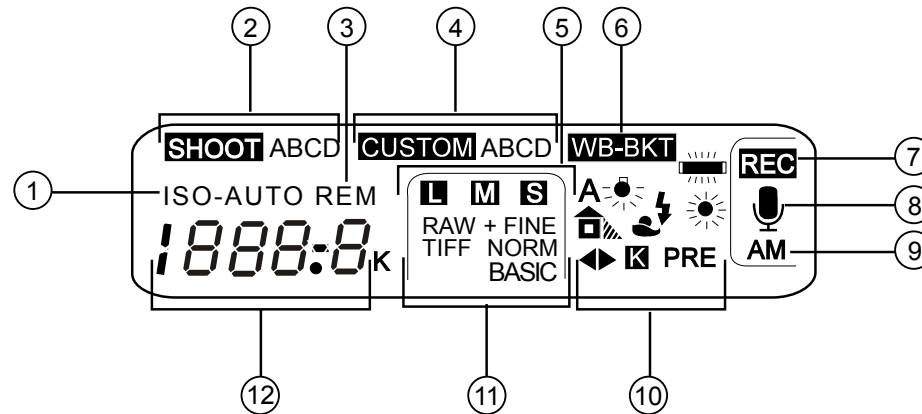 2 3 4 5 6
SHOOT ABCD CUSTOM ABCD WB-BKT
1 ISO-AUTO REM L M S A REC 7
RAW + FINE 8
TIFF NORM AM 9
1888:8 K BASIC K PRE
12 11 10